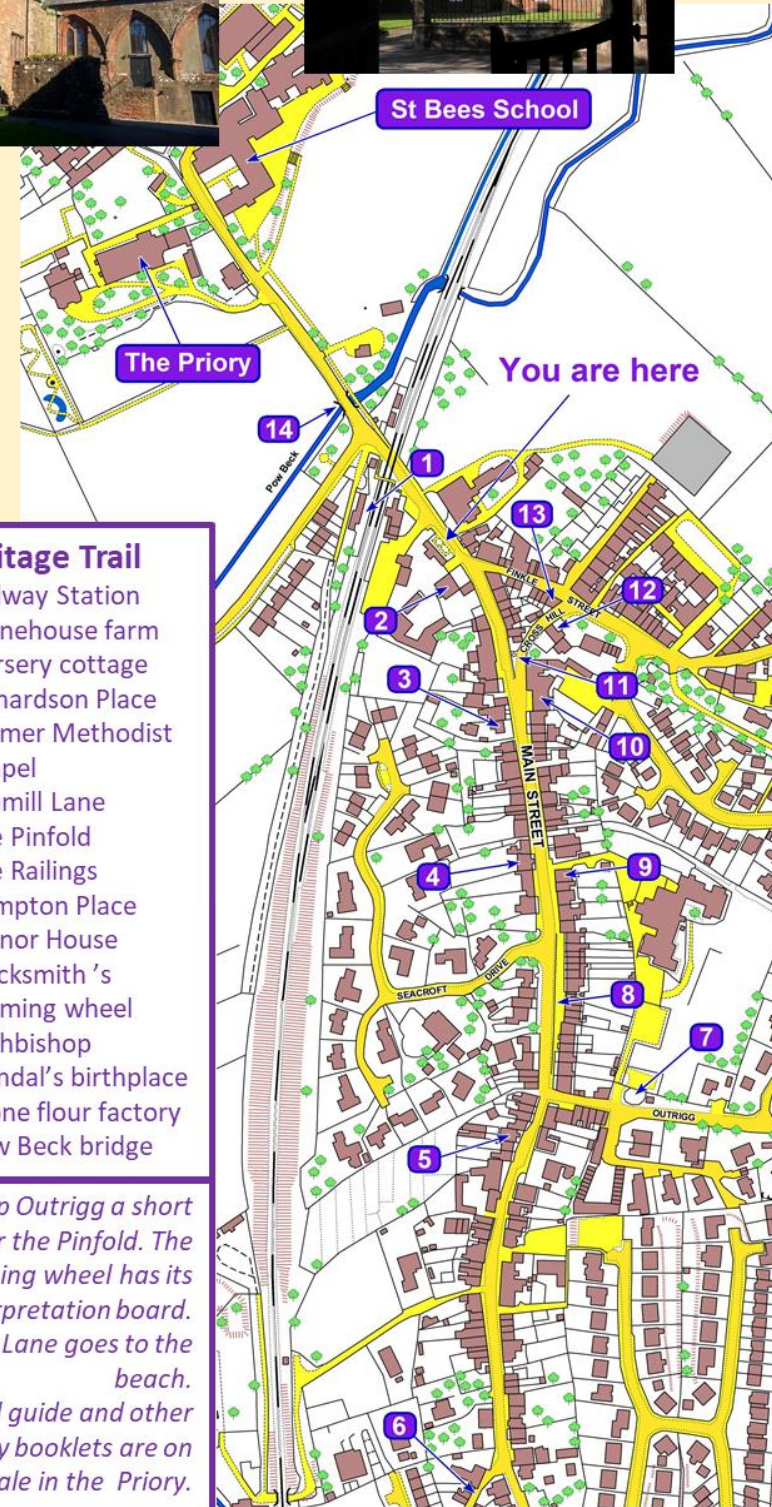 St Bees School
The Priory
You are here
14
Pow Beck
1
13
FINKLE STREET
12
2
CROSS HILL
11
3
10
MAIN STREET
4
9
SEACROFT DRIVE
8
7
OUTRIGG
5
6
itage Trail
way Station
nehouse farm
rsery cottage
hardson Place
mer Methodist
pel
mill Lane
e Pinfold
e Railings
mpton Place
nor House
cksmith 's
ming wheel
hbishop
ndal's birthplace
one flour factory
w Beck bridge
p Outrigg a short
r the Pinfold. The
ing wheel has its
rpretation board.
Lane goes to the
beach.
l guide and other
y booklets are on
ale in the Priory.